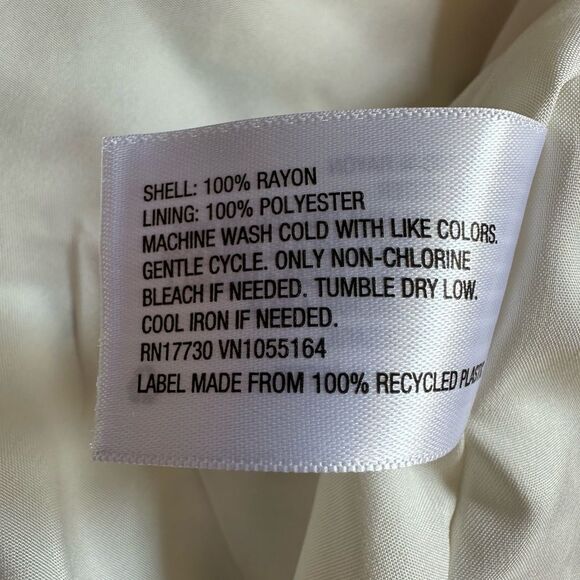 SHELL: 100% RAYON
LINING: 100% POLYESTER
MACHINE WASH COLD WITH LIKE COLORS.
GENTLE CYCLE. ONLY NON-CHLORINE
BLEACH IF NEEDED. TUMBLE DRY LOW.
COOL IRON IF NEEDED.
RN17730 VN1055164
LABEL MADE FROM 100% RECYCLED PLASTIC